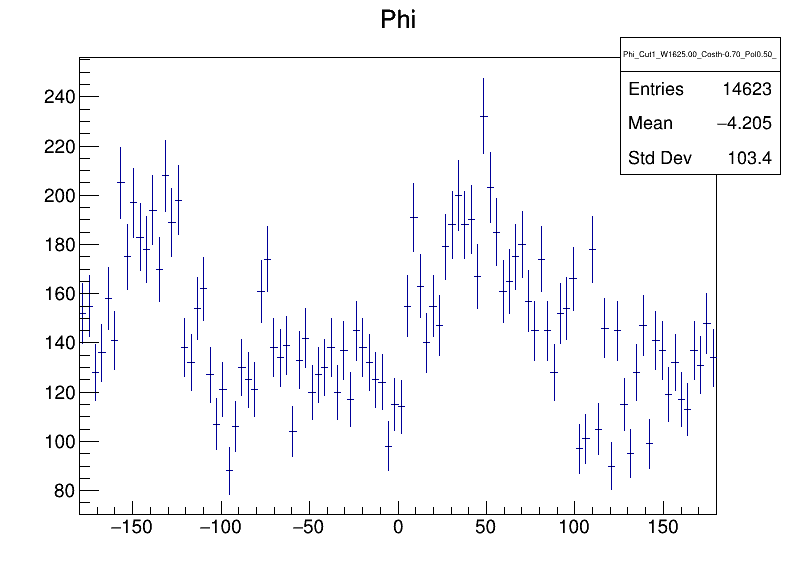 Phi
Phi_Cut1_W1625.00_Costh-0.70_Pol0.50_
Entries 14623
Mean −4.205
Std Dev 103.4
240
220
200
180
160
140
120
100
80
−150 −100 −50 0 50 100 150